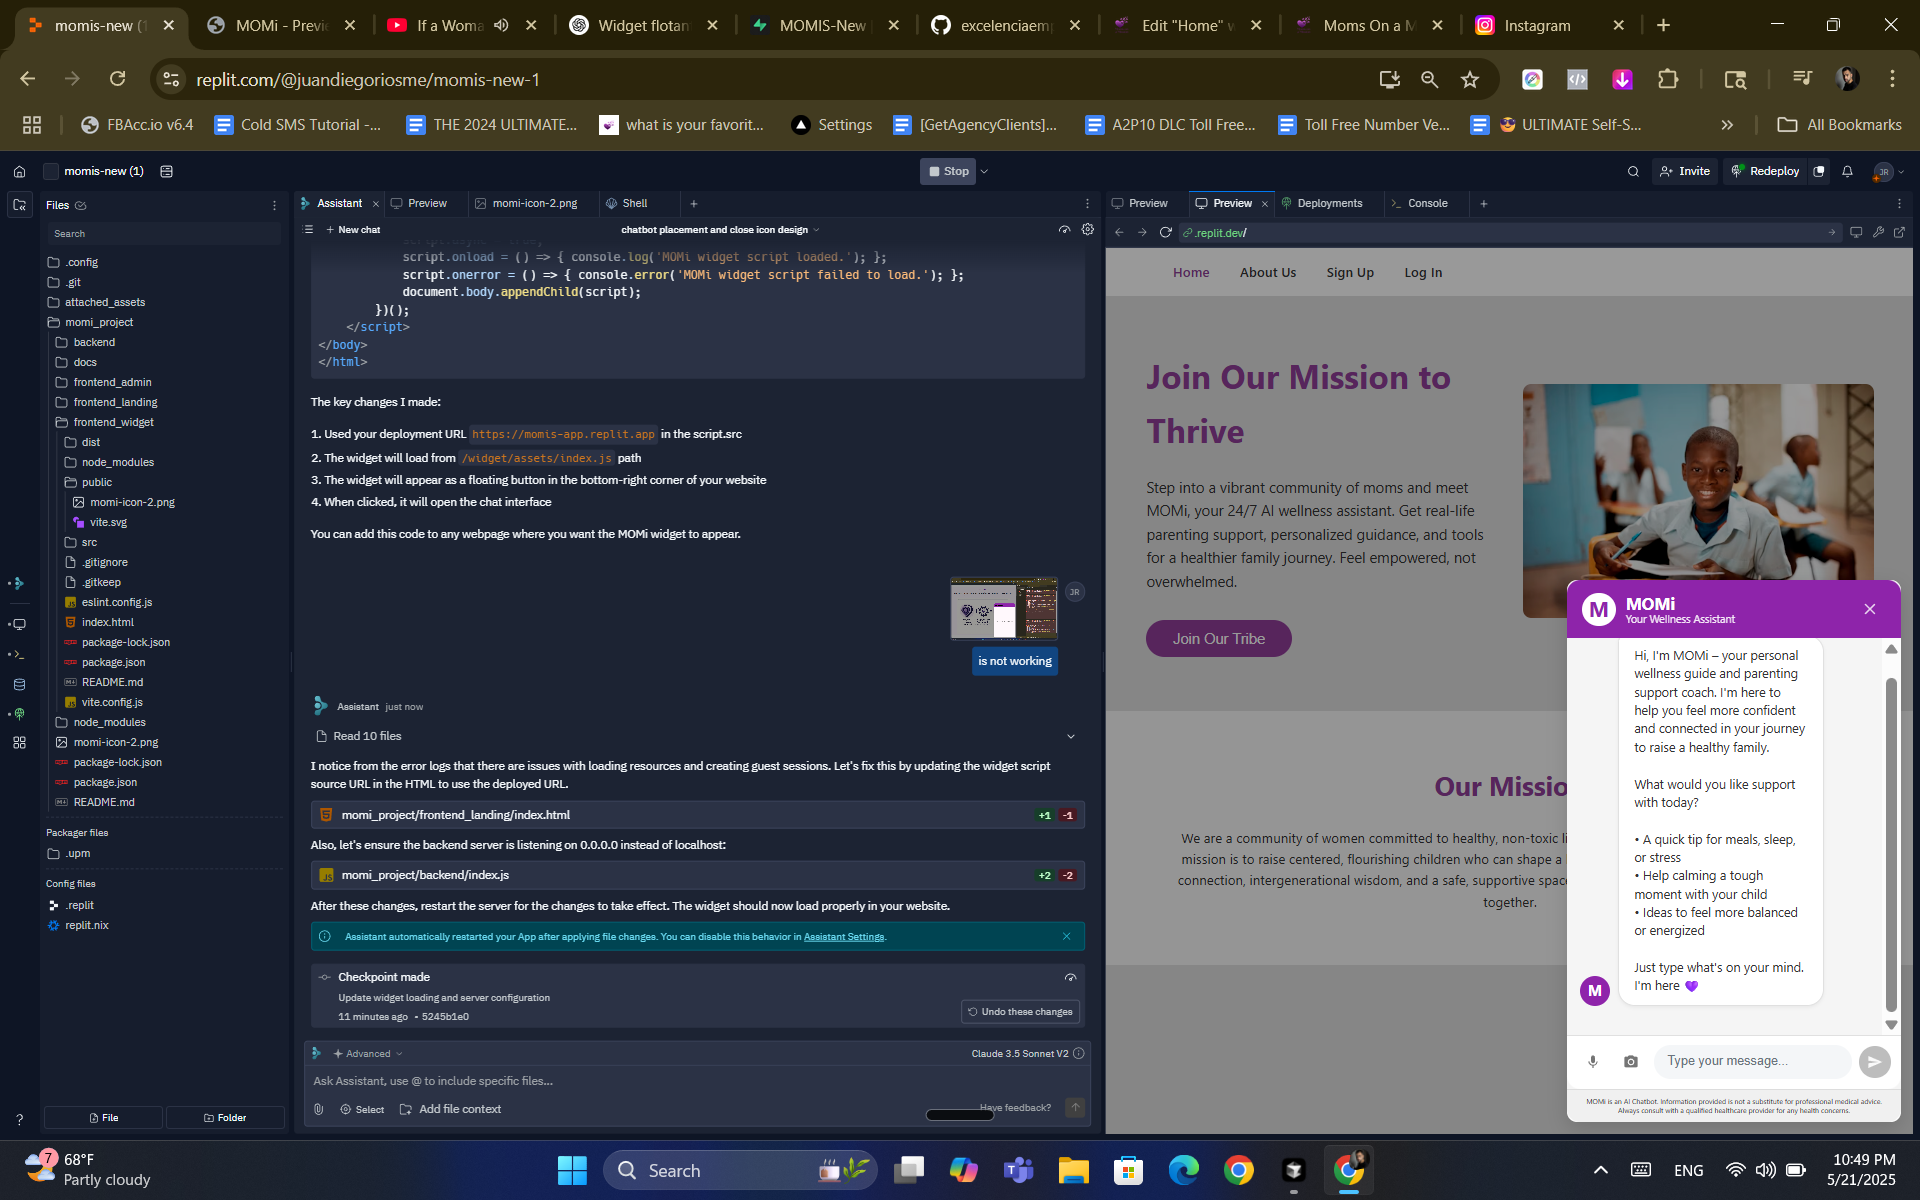 momis-new (1
MOMi - Previe
If a Woma
Widget flotan
MOMIS-New
excelenciaemp
Edit "Home" w
Moms On a M
Instagram
replit.com/@juandiegoriosme/momis-new-1
FBAcc.io v6.4
Cold SMS Tutorial -...
THE 2024 ULTIMATE...
what is your favorit...
Settings
[GetAgencyClients]...
A2P10 DLC Toll Free...
Toll Free Number Ve...
ULTIMATE Self-S...
All Bookmarks
momis-new (1)
Stop
Invite
Redeploy
JR
Files
Search
.config
.git
attached_assets
momi_project
backend
docs
frontend_admin
frontend_landing
frontend_widget
dist
node_modules
public
momi-icon-2.png
vite.svg
src
.gitignore
.gitkeep
eslint.config.js
index.html
package-lock.json
package.json
README.md
vite.config.js
node_modules
momi-icon-2.png
package-lock.json
package.json
README.md
Packager files
.upm
Config files
.replit
replit.nix
File
Folder
Assistant
Preview
momi-icon-2.png
Shell
New chat
chatbot placement and close icon design
script.onload = () => { console.log('MOMi widget script loaded.'); };
script.onerror = () => { console.error('MOMi widget script failed to load.'); };
document.body.appendChild(script);
})();
</script>
</body>
</html>
The key changes I made:
1. Used your deployment URL https://momis-app.replit.app in the script.src
2. The widget will load from /widget/assets/index.js path
3. The widget will appear as a floating button in the bottom-right corner of your website
4. When clicked, it will open the chat interface
You can add this code to any webpage where you want the MOMi widget to appear.
JR
is not working
Assistant just now
Read 10 files
I notice from the error logs that there are issues with loading resources and creating guest sessions. Let's fix this by updating the widget script
source URL in the HTML to use the deployed URL.
momi_project/frontend_landing/index.html +1 -1
Also, let's ensure the backend server is listening on 0.0.0.0 instead of localhost:
momi_project/backend/index.js +2 -2
After these changes, restart the server for the changes to take effect. The widget should now load properly in your website.
Assistant automatically restarted your App after applying file changes. You can disable this behavior in Assistant Settings.
Checkpoint made
Update widget loading and server configuration
11 minutes ago • 5245b1e0
Undo these changes
Advanced
Claude 3.5 Sonnet V2
Ask Assistant, use @ to include specific files...
Select
Add file context
Have feedback?
Preview
Preview
Deployments
Console
.replit.dev/
Home
About Us
Sign Up
Log In
Join Our Mission to
Thrive
Step into a vibrant community of moms and meet
MOMi, your 24/7 AI wellness assistant. Get real-life
parenting support, personalized guidance, and tools
for a healthier family journey. Feel empowered, not
overwhelmed.
Join Our Tribe
Our Missio
We are a community of women committed to healthy, non-toxic li
mission is to raise centered, flourishing children who can shape a
connection, intergenerational wisdom, and a safe, supportive space
together.
M
MOMi
Your Wellness Assistant
Hi, I'm MOMi – your personal
wellness guide and parenting
support coach. I'm here to
help you feel more confident
and connected in your journey
to raise a healthy family.
What would you like support
with today?
• A quick tip for meals, sleep,
or stress
• Help calming a tough
moment with your child
• Ideas to feel more balanced
or energized
Just type what's on your mind.
I'm here 💜
M
Type your message...
MOMi is an AI Chatbot. Information provided is not a substitute for professional medical advice.
Always consult with a qualified healthcare provider for any health concerns.
7
68°F
Partly cloudy
Search
ENG
10:49 PM
5/21/2025